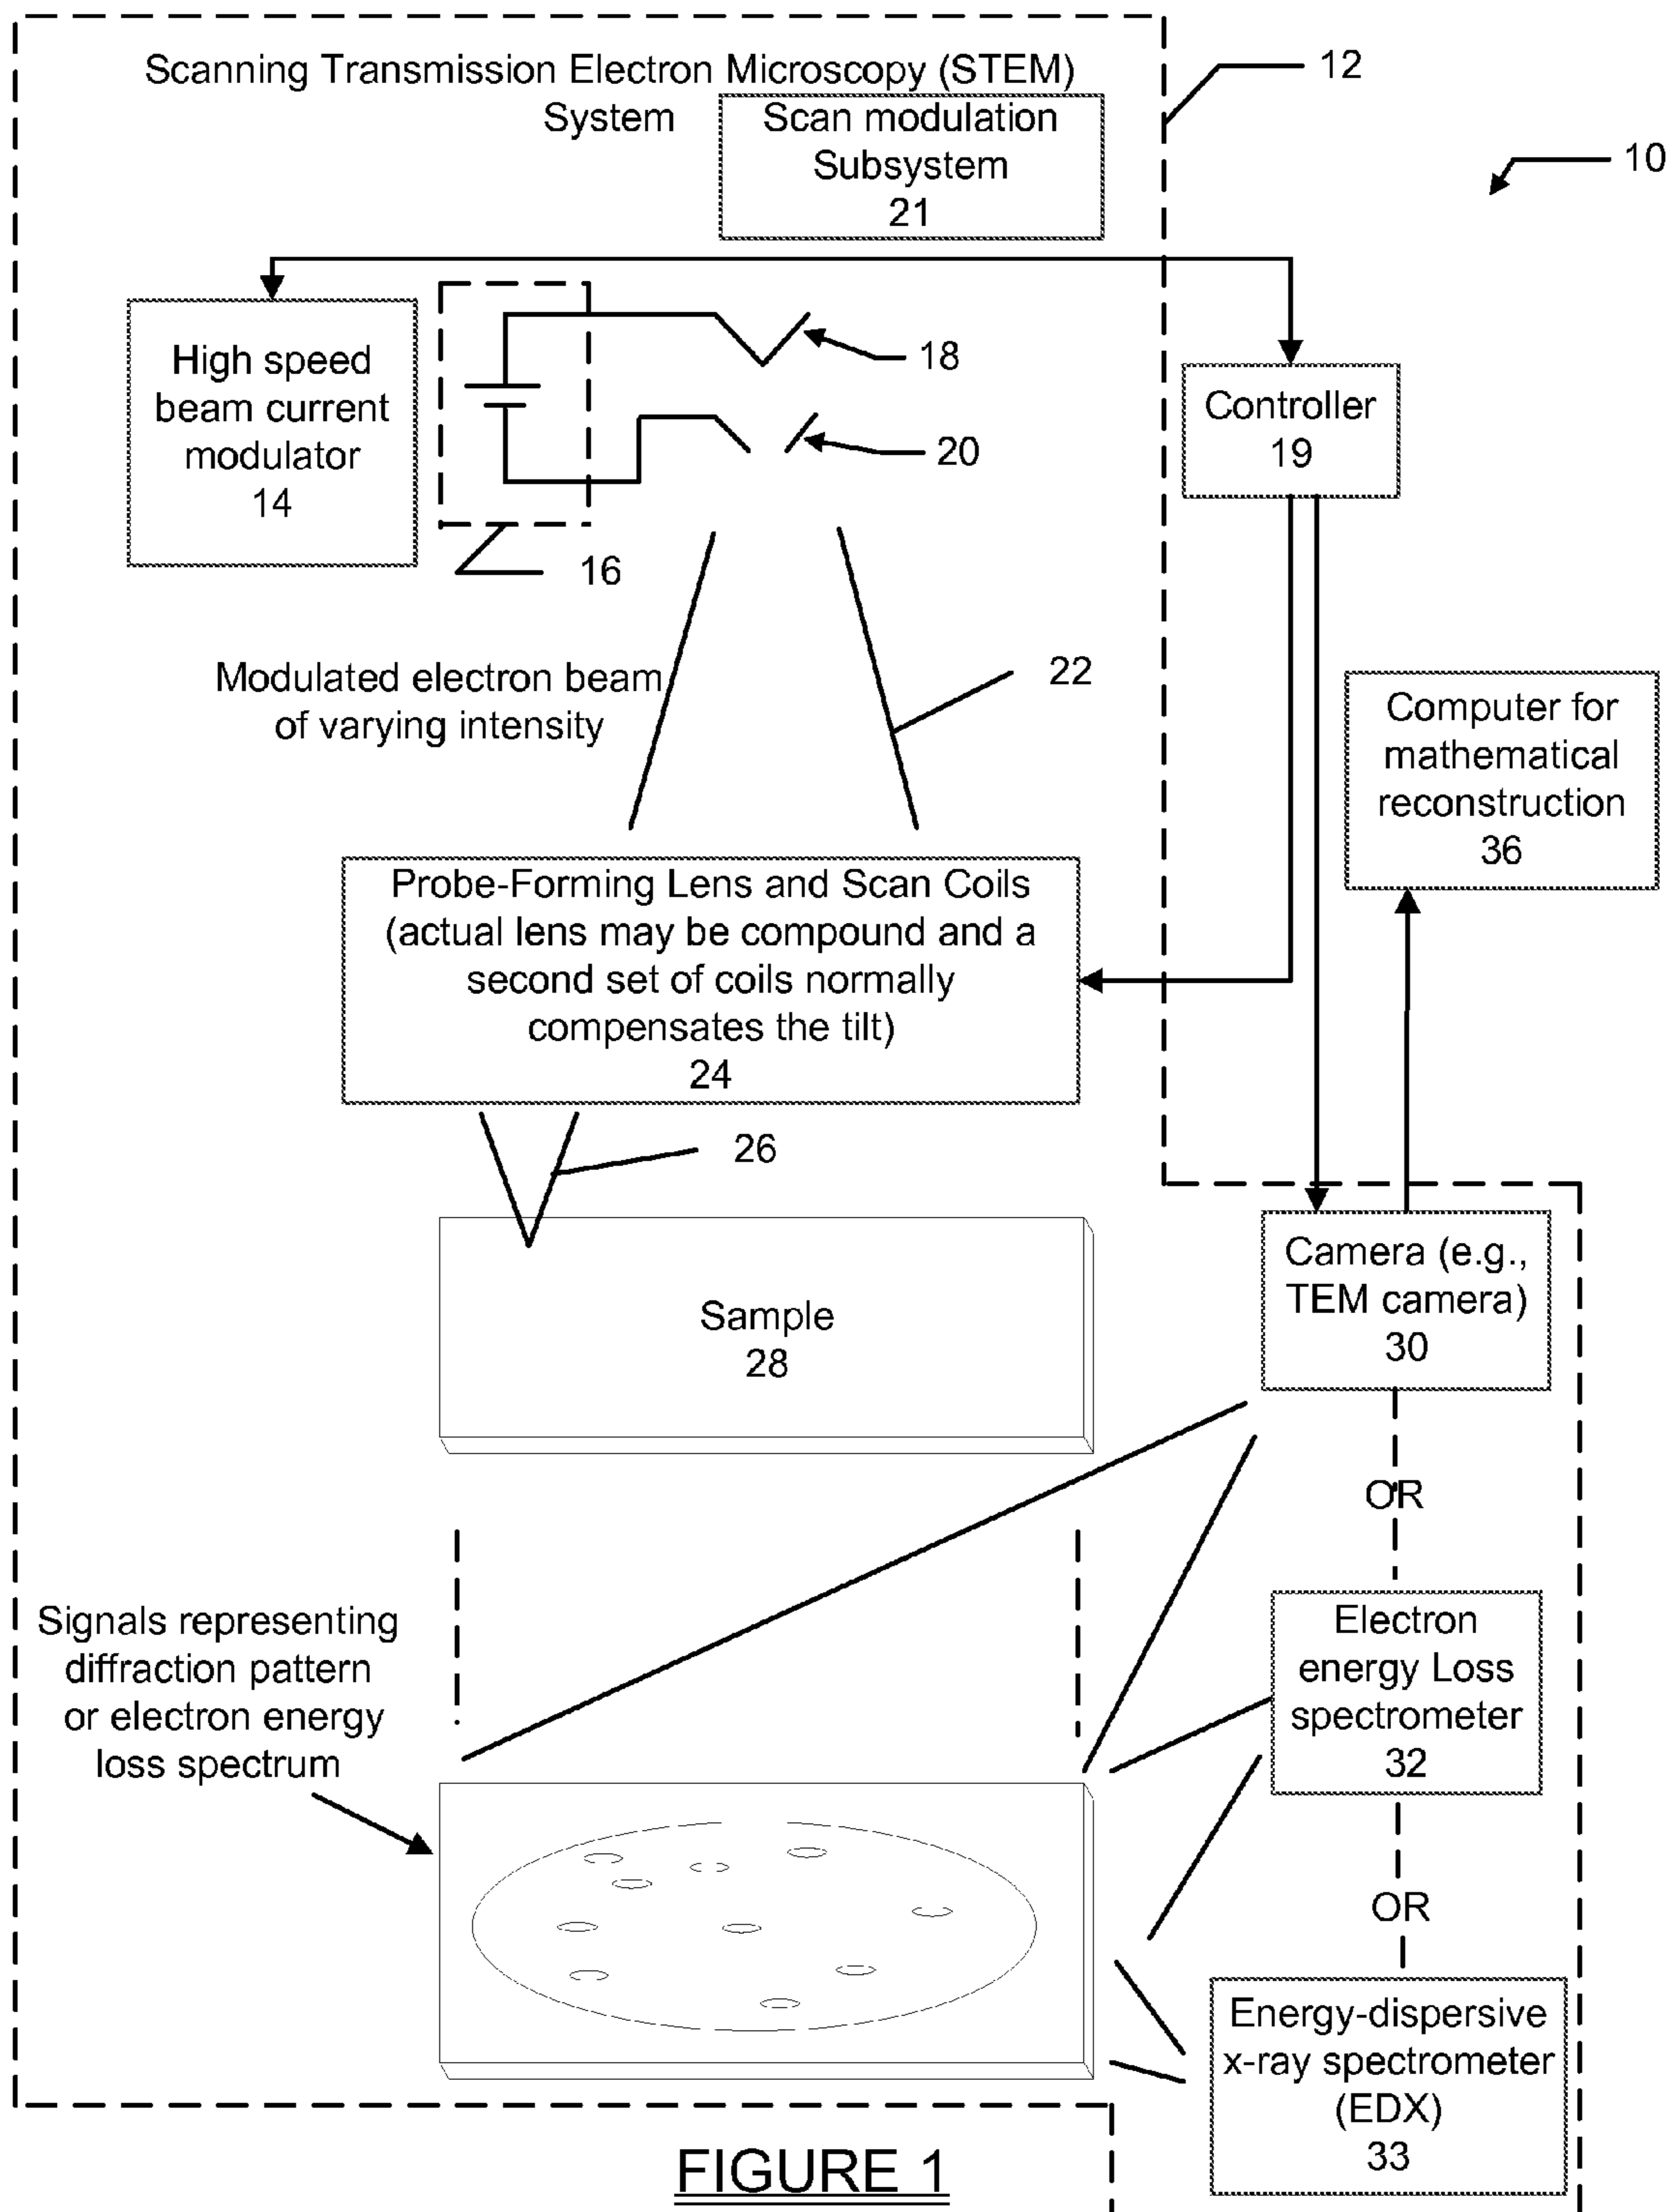 Scanning Transmission Electron Microscopy (STEM)
System
Scan modulation
Subsystem
21
12
10
High speed
beam current
modulator
14
16
18
20
Controller
19
Modulated electron beam
of varying intensity
22
Computer for
mathematical
reconstruction
36
Probe-Forming Lens and Scan Coils
(actual lens may be compound and a
second set of coils normally
compensates the tilt)
24
26
Sample
28
Camera (e.g.,
TEM camera)
30
OR
Signals representing
diffraction pattern
or electron energy
loss spectrum
Electron
energy Loss
spectrometer
32
OR
Energy-dispersive
x-ray spectrometer
(EDX)
33
FIGURE 1